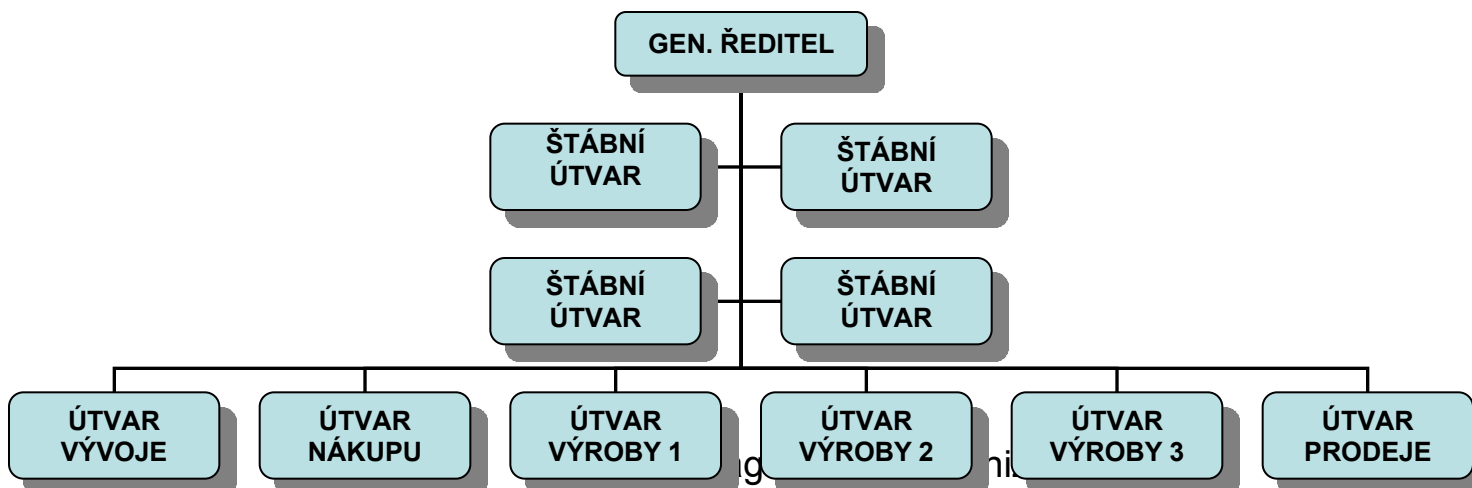 GEN. ŘEDITEL
ŠTÁBNÍ
ÚTVAR
ŠTÁBNÍ
ÚTVAR
ŠTÁBNÍ
ÚTVAR
ŠTÁBNÍ
ÚTVAR
ÚTVAR
VÝVOJE
ÚTVAR
NÁKUPU
ÚTVAR
VÝROBY 1
ÚTVAR
VÝROBY 2
ÚTVAR
VÝROBY 3
ÚTVAR
PRODEJE